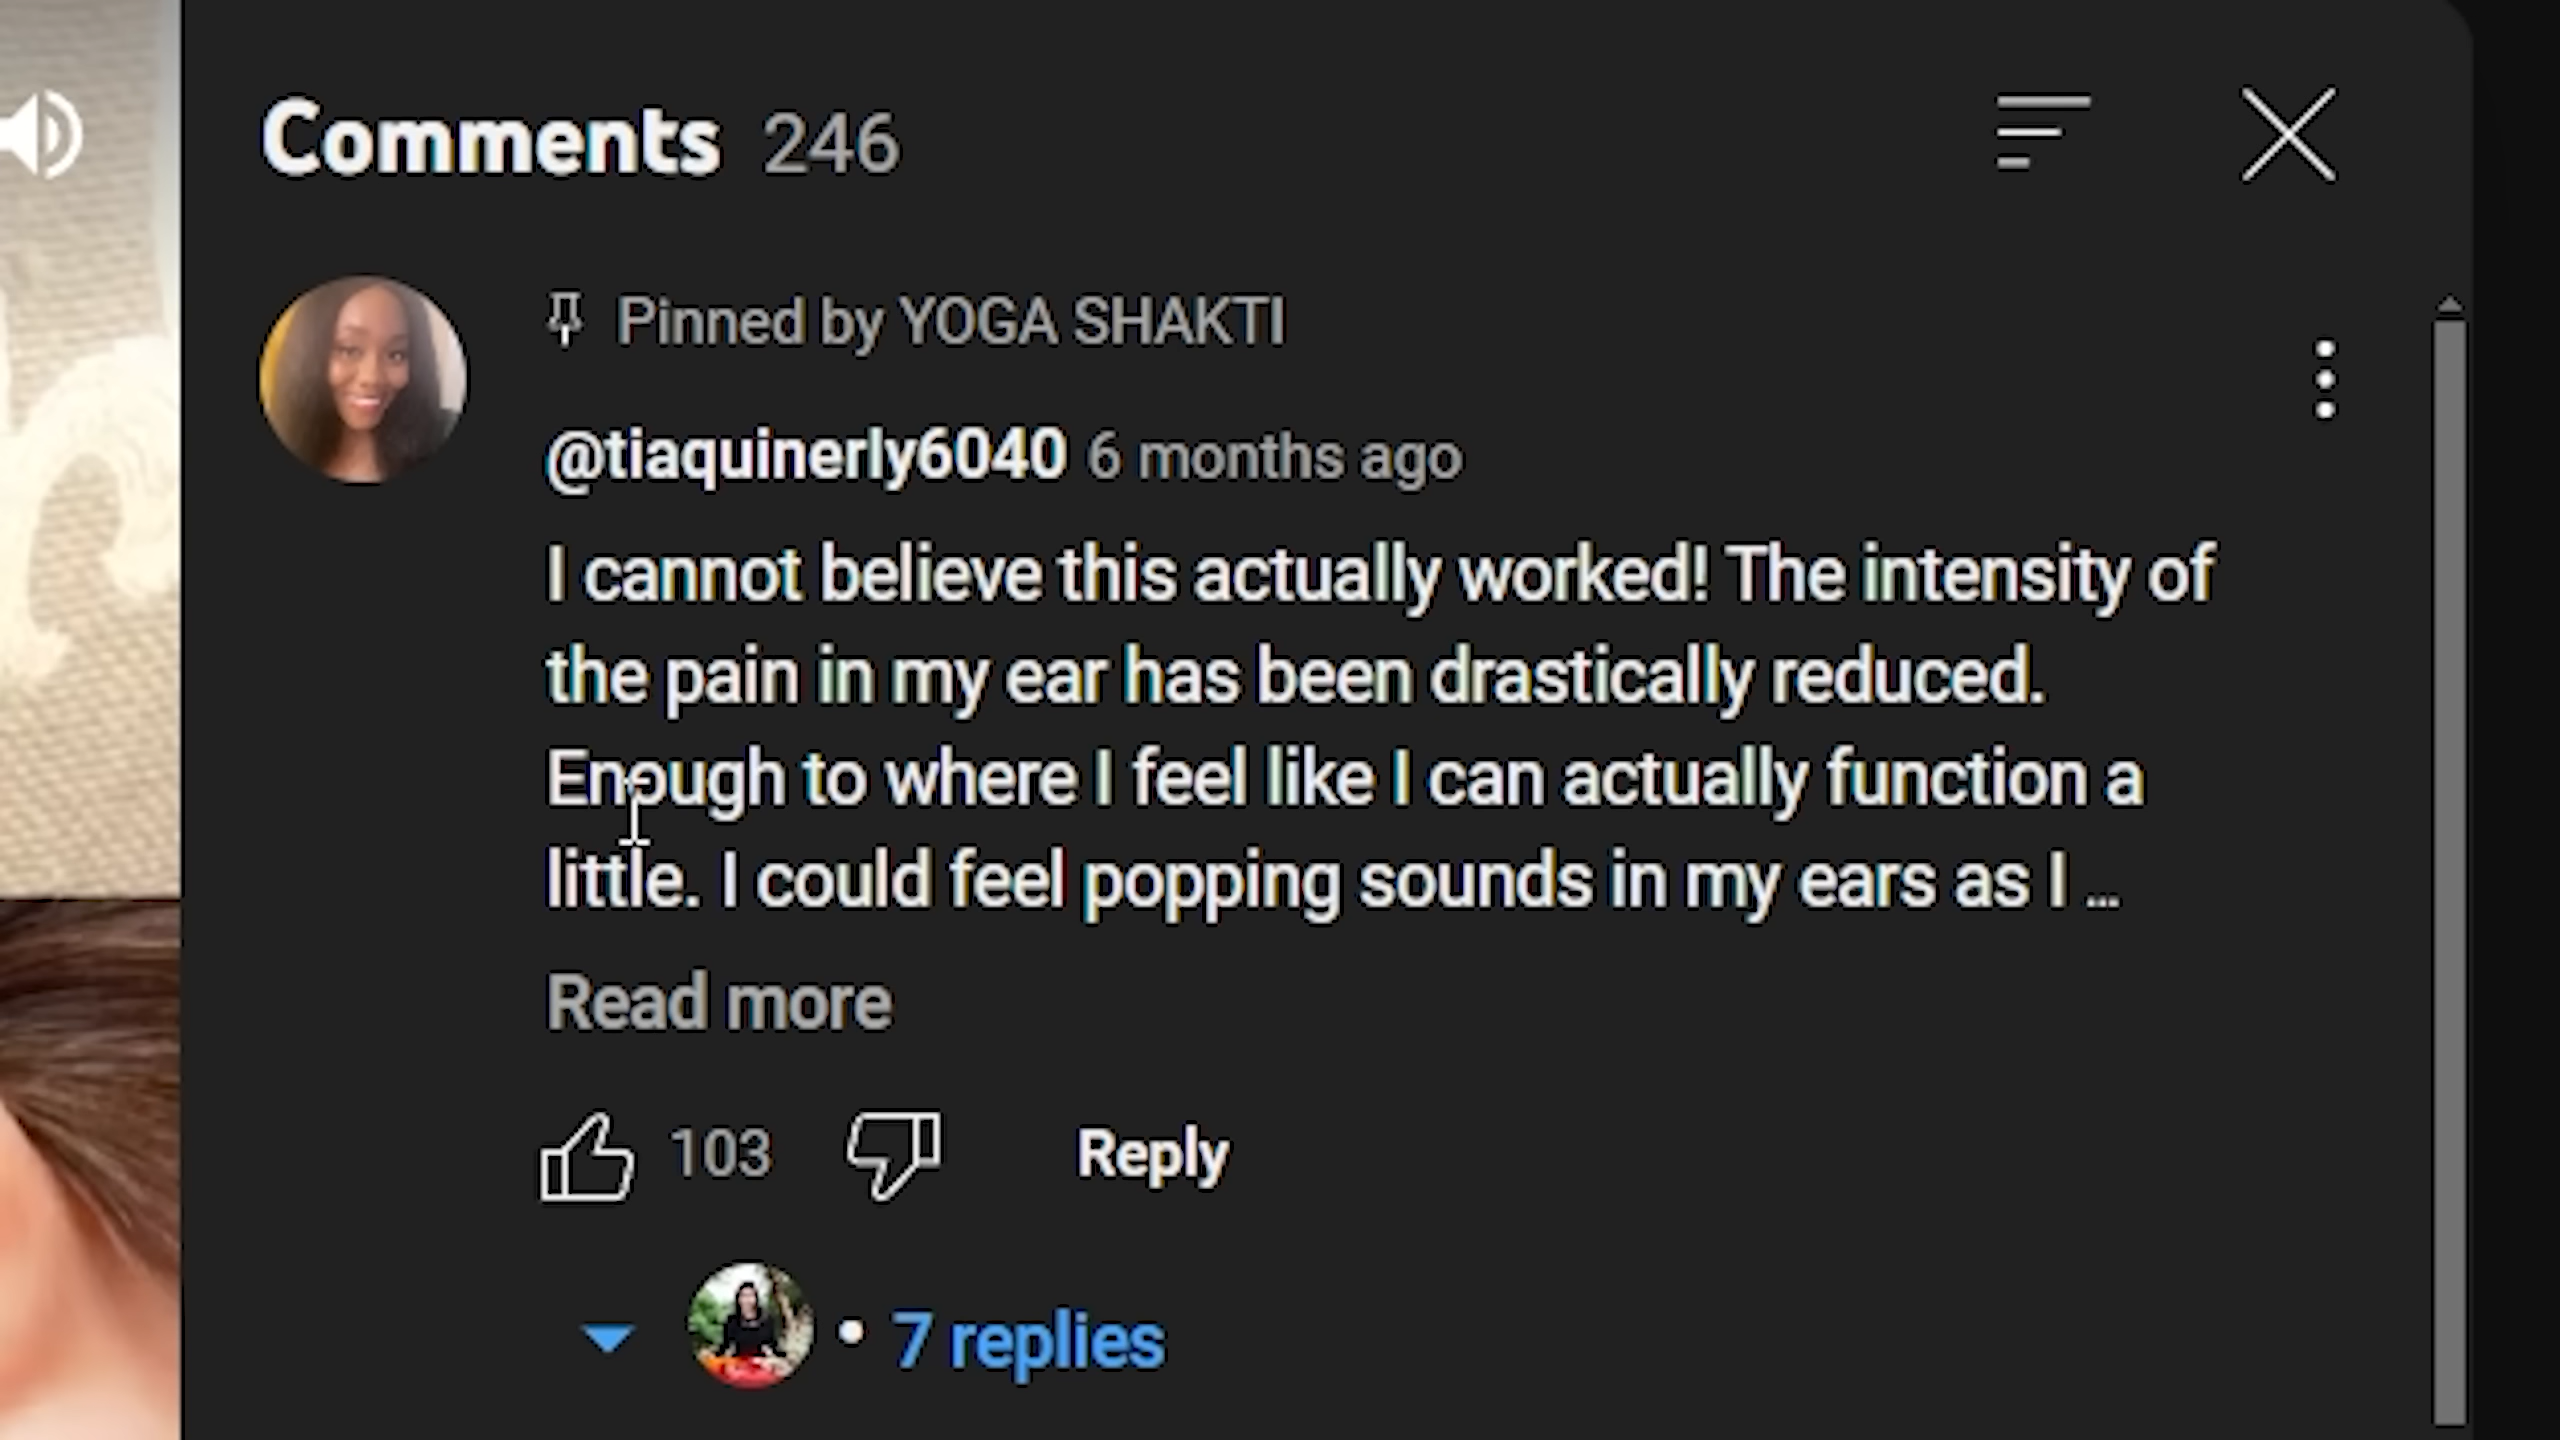 Comments 246
Pinned by YOGA SHAKTI
@tiaquinerly6040 6 months ago
I cannot believe this actually worked! The intensity of
the pain in my ear has been drastically reduced.
Enough to where I feel like I can actually function a
little. I could feel popping sounds in my ears as I ...
Read more
103 Reply
7 replies